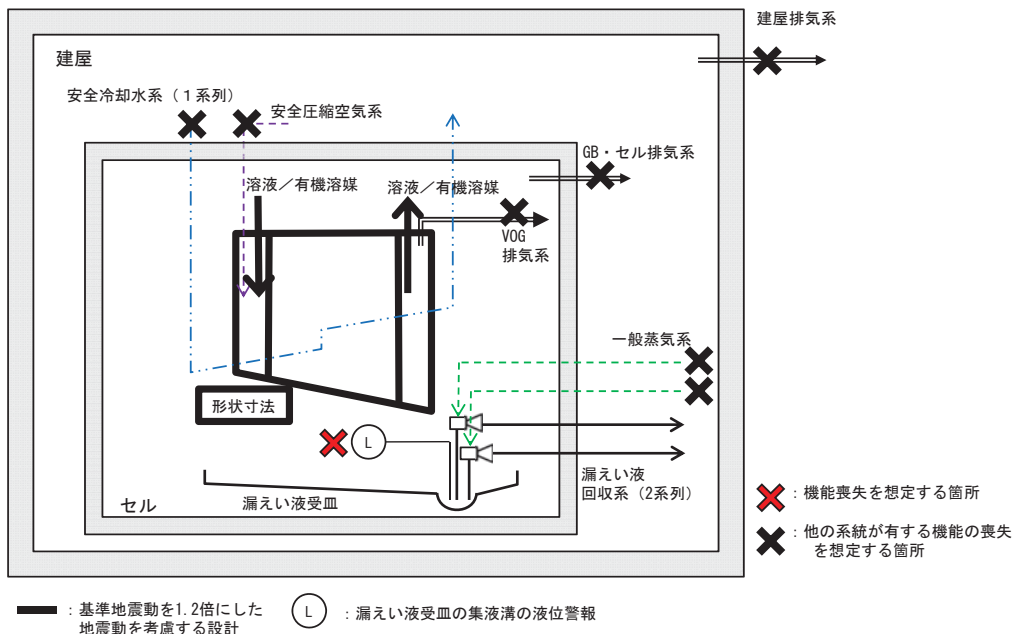 建屋排気系
建屋
安全冷却水系（１系列）
安全圧縮空気系
GB・セル排気系
溶液／有機溶媒
溶液／有機溶媒
VOG
排気系
一般蒸気系
形状寸法
L
漏えい液
回収系（2系列）
漏えい液受皿
セル
：機能喪失を想定する箇所
：他の系統が有する機能の喪失
を想定する箇所
：基準地震動を1.2倍にした
地震動を考慮する設計
L
：漏えい液受皿の集液溝の液位警報